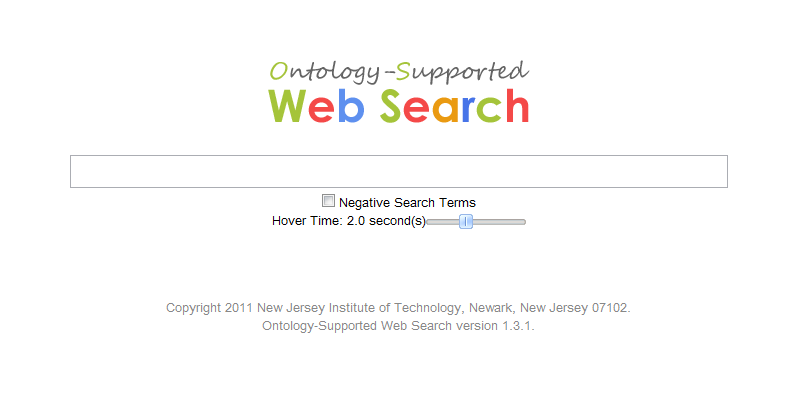 Ontology-Supported
Web Search
Negative Search Terms
Hover Time: 2.0 second(s)
Copyright 2011 New Jersey Institute of Technology, Newark, New Jersey 07102.
Ontology-Supported Web Search version 1.3.1.